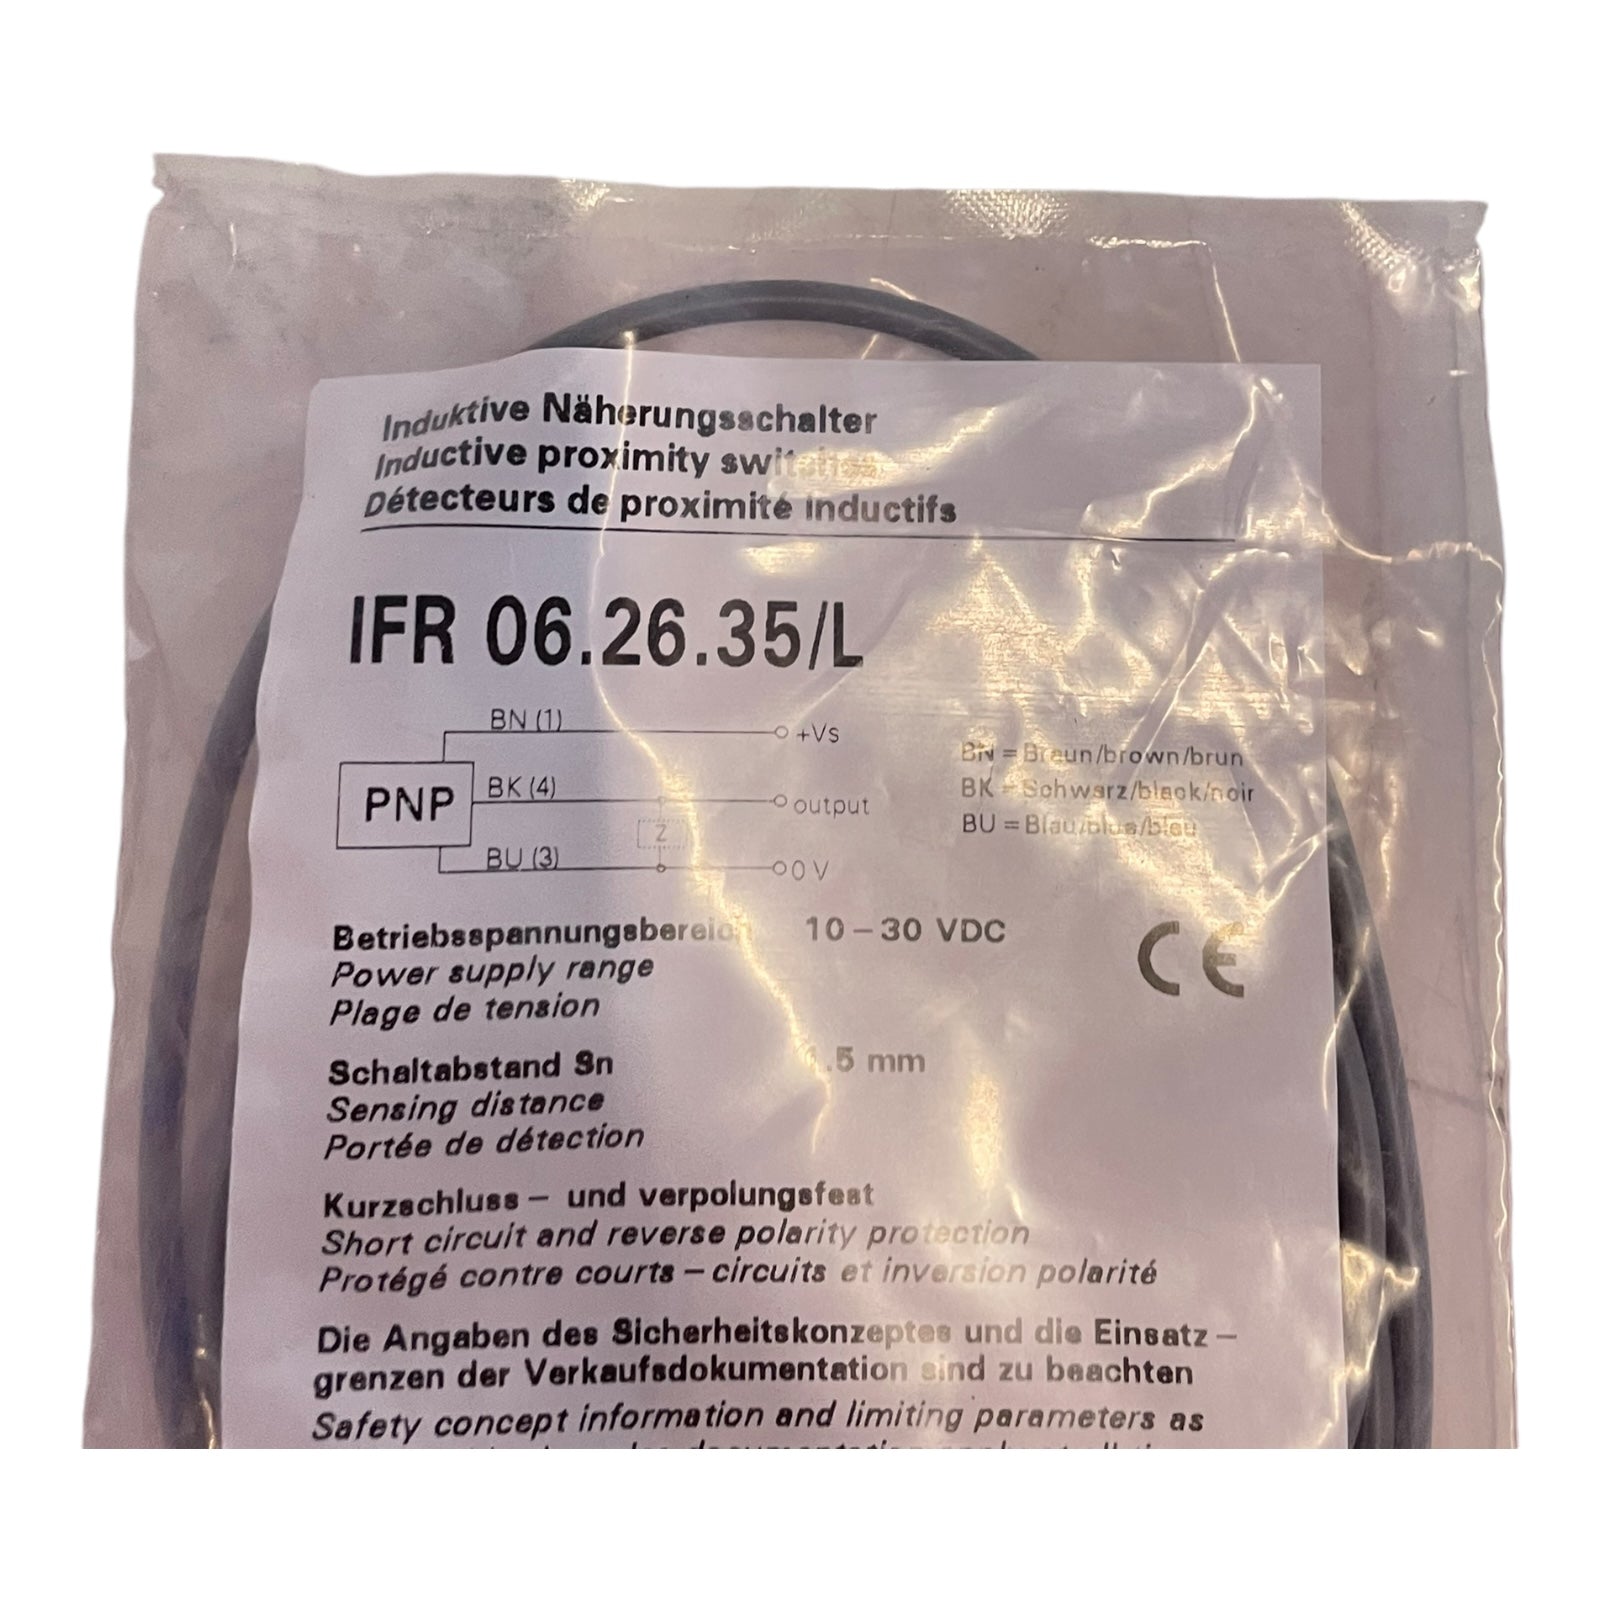 Induktive Näherungsschalter
Inductive proximity switches
Détecteurs de proximité inductifs
IFR 06.26.35/L
BN (1)
+Vs
PNP
BK (4)
output
Z
BU (3)
0 V
BN = Braun/brown/brun
BK = Schwarz/black/noir
BU = Blau/blue/bleu
Betriebsspannungsbereich 10-30 VDC
Power supply range
Plage de tension
CE
Schaltabstand Sn 1.5 mm
Sensing distance
Portée de détection
Kurzschluss- und verpolungsfest
Short circuit and reverse polarity protection
Protégé contre courts-circuits et inversion polarité
Die Angaben des Sicherheitskonzeptes und die Einsatz-
grenzen der Verkaufsdokumentation sind zu beachten
Safety concept information and limiting parameters as